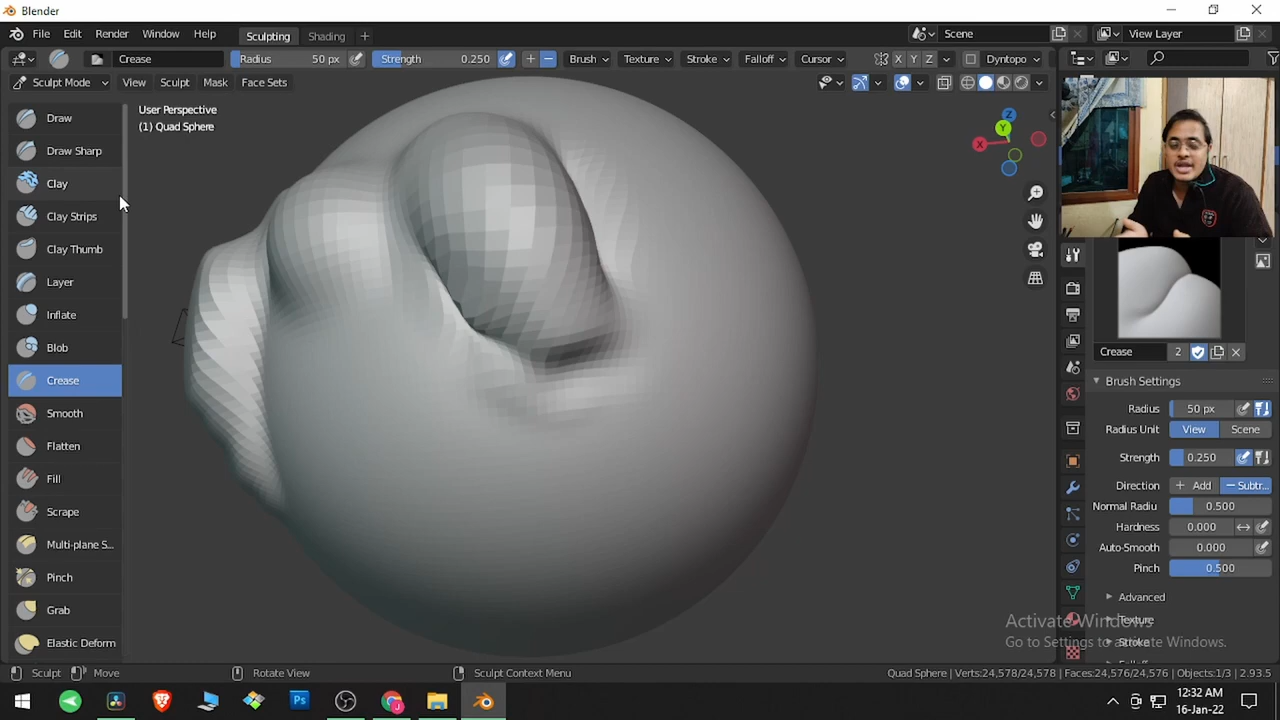 Blender
File Edit Render Window Help Sculpting Shading + Scene View Layer
Crease Radius 50 px Strength 0.250 + − Brush Texture Stroke Falloff Cursor X Y Z Dyntopo
Sculpt Mode View Sculpt Mask Face Sets
User Perspective
(1) Quad Sphere
Z
Y
X
Draw
Draw Sharp
Clay
Clay Strips
Clay Thumb
Layer
Inflate
Blob
Crease
Smooth
Flatten
Fill
Scrape
Multi-plane S...
Pinch
Grab
Elastic Deform
Crease 2
Brush Settings
Radius 50 px
Radius Unit View Scene
Strength 0.250
Direction + Add − Subtr...
Normal Radiu 0.500
Hardness 0.000
Auto-Smooth 0.000
Pinch 0.500
Advanced
Texture
Stroke
Falloff
Activate Windows
Go to Settings to activate Windows.
Sculpt Move Rotate View Sculpt Context Menu Quad Sphere | Verts:24,578/24,578 | Faces:24,576/24,576 | Objects:1/3 | 2.93.5
Ps J
12:32 AM
16-Jan-22